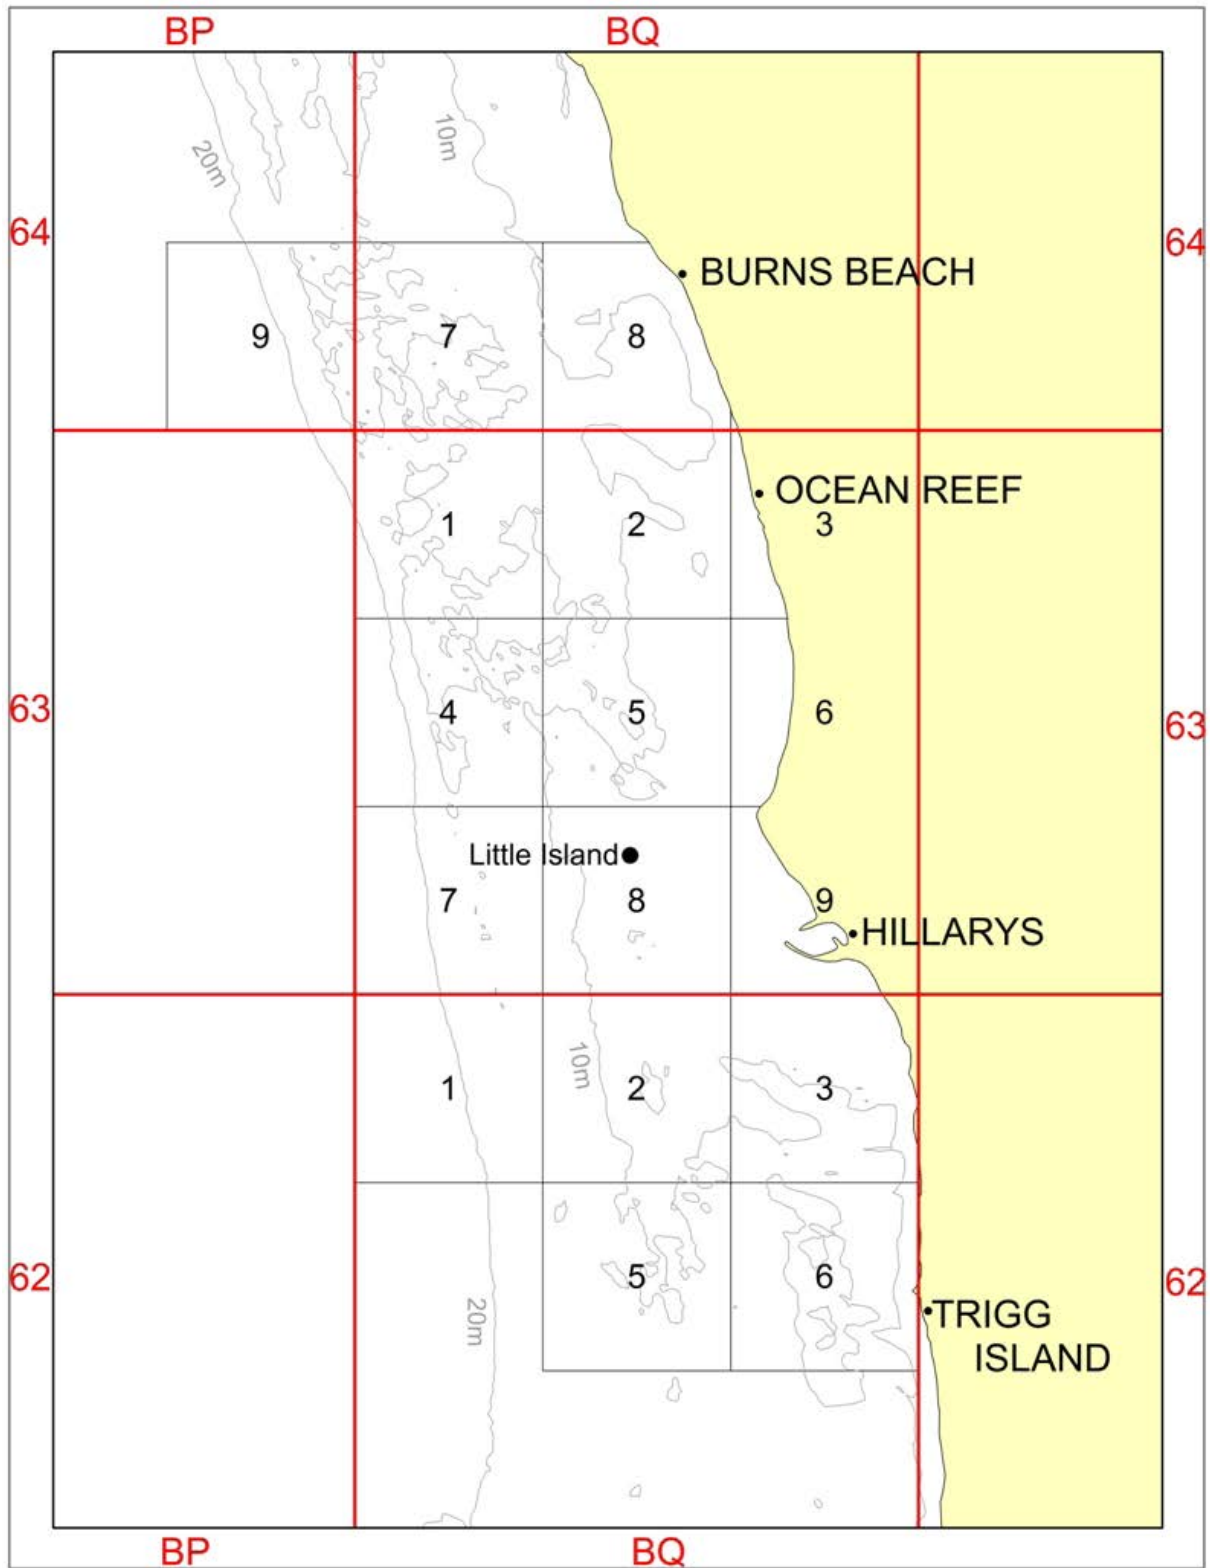 BP BQ
20m
10m
64 64
BURNS BEACH
9 7 8
OCEAN REEF
1 2 3
63 63
4 5 6
Little Island
7 8 9
HILLARYS
10m
1 2 3
62 62
5 6
20m
TRIGG
ISLAND
BP BQ